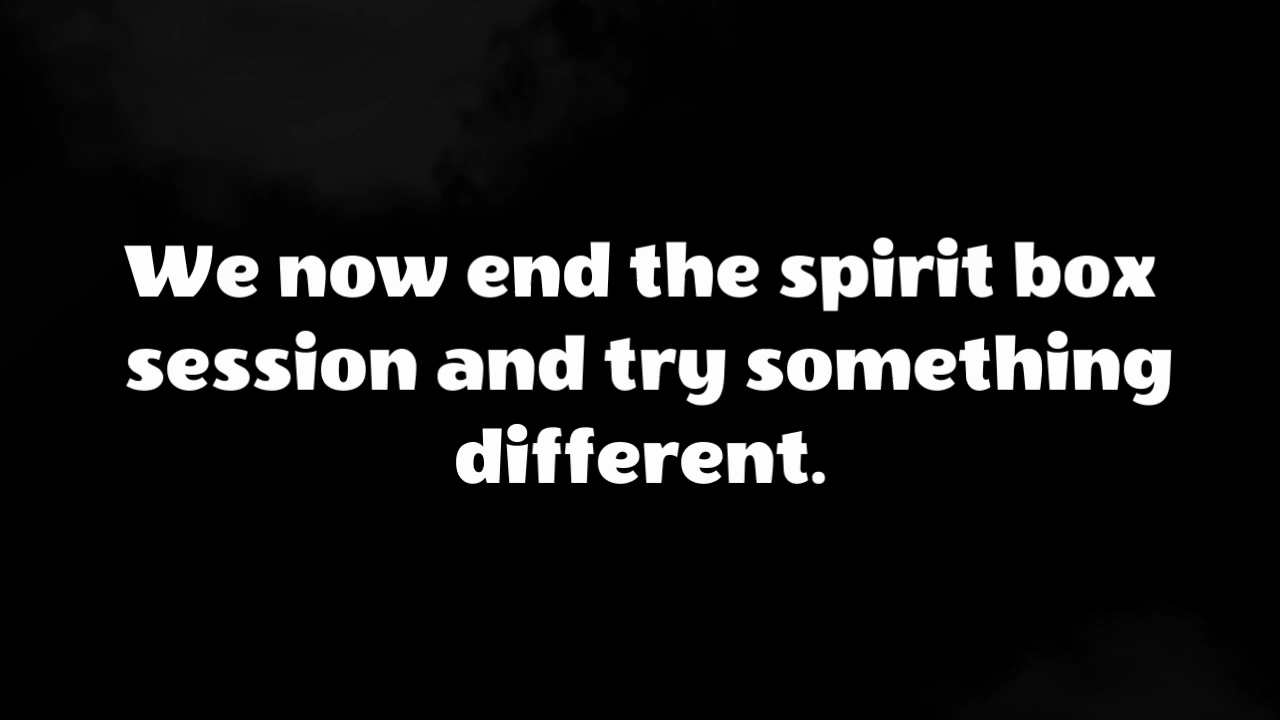 We now end the spirit box
session and try something
different.